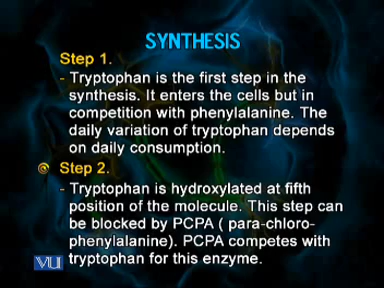 SYNTHESIS
Step 1.
- Tryptophan is the first step in the
synthesis. It enters the cells but in
competition with phenylalanine. The
daily variation of tryptophan depends
on daily consumption.
Step 2.
- Tryptophan is hydroxylated at fifth
position of the molecule. This step can
be blocked by PCPA ( para-chloro-
phenylalanine). PCPA competes with
tryptophan for this enzyme.
VU